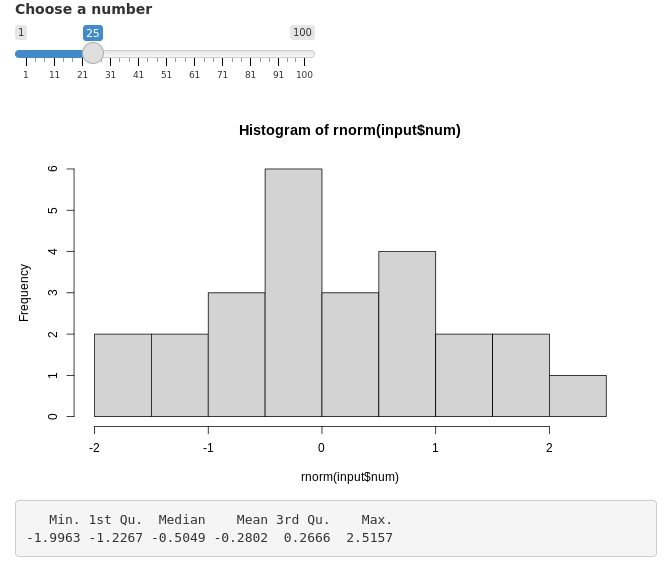 Choose a number
1 25 100
1 11 21 31 41 51 61 71 81 91 100
Histogram of rnorm(input$num)
Frequency
6
5
4
3
2
1
0
-2 -1 0 1 2
rnorm(input$num)
Min. 1st Qu. Median Mean 3rd Qu. Max.
-1.9963 -1.2267 -0.5049 -0.2802 0.2666 2.5157